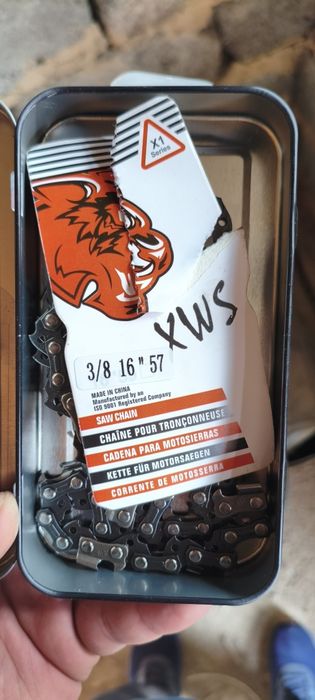 X1
Series
XWS
3/8 16" 57
MADE IN CHINA
Manufactured by an
ISO 9001 Registered Company
SAW CHAIN
CHAÎNE POUR TRONÇONNEUSE
CADENA PARA MOTOSIERRAS
KETTE FÜR MOTORSAEGEN
CORRENTE DE MOTOSSERRA